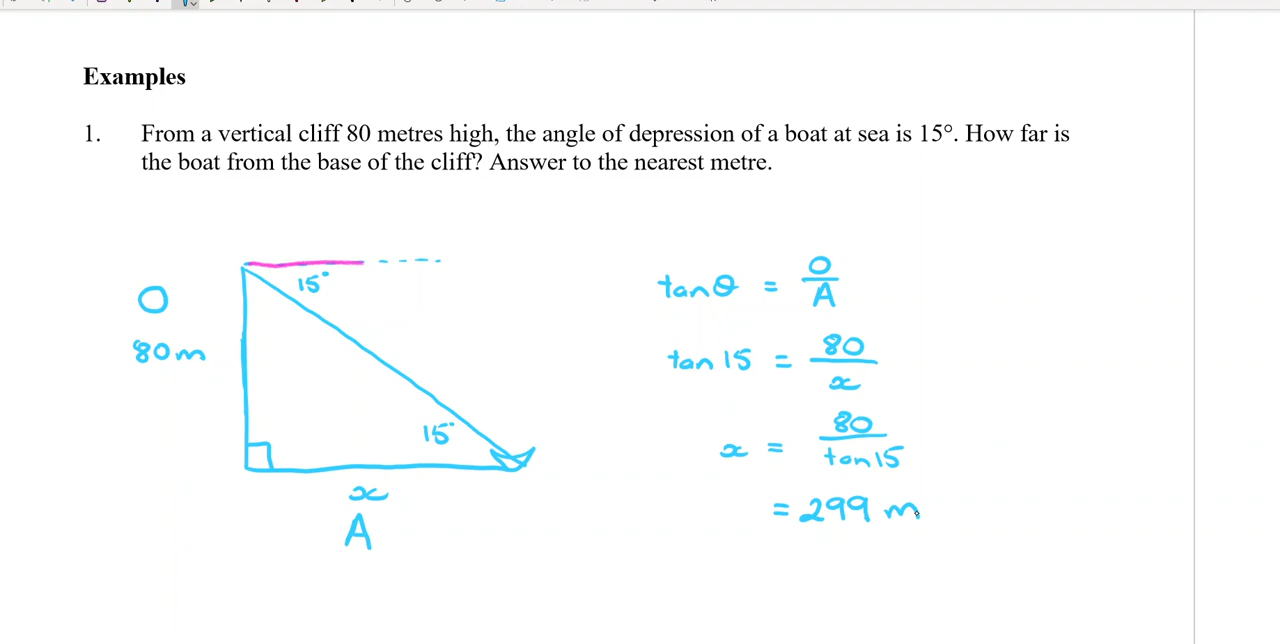 Examples
1. From a vertical cliff 80 metres high, the angle of depression of a boat at sea is 15°. How far is
the boat from the base of the cliff? Answer to the nearest metre.
15°
O
80m
15°
x
A
tanθ = O/A
tan 15 = 80/x
x = 80/tan15
= 299 m